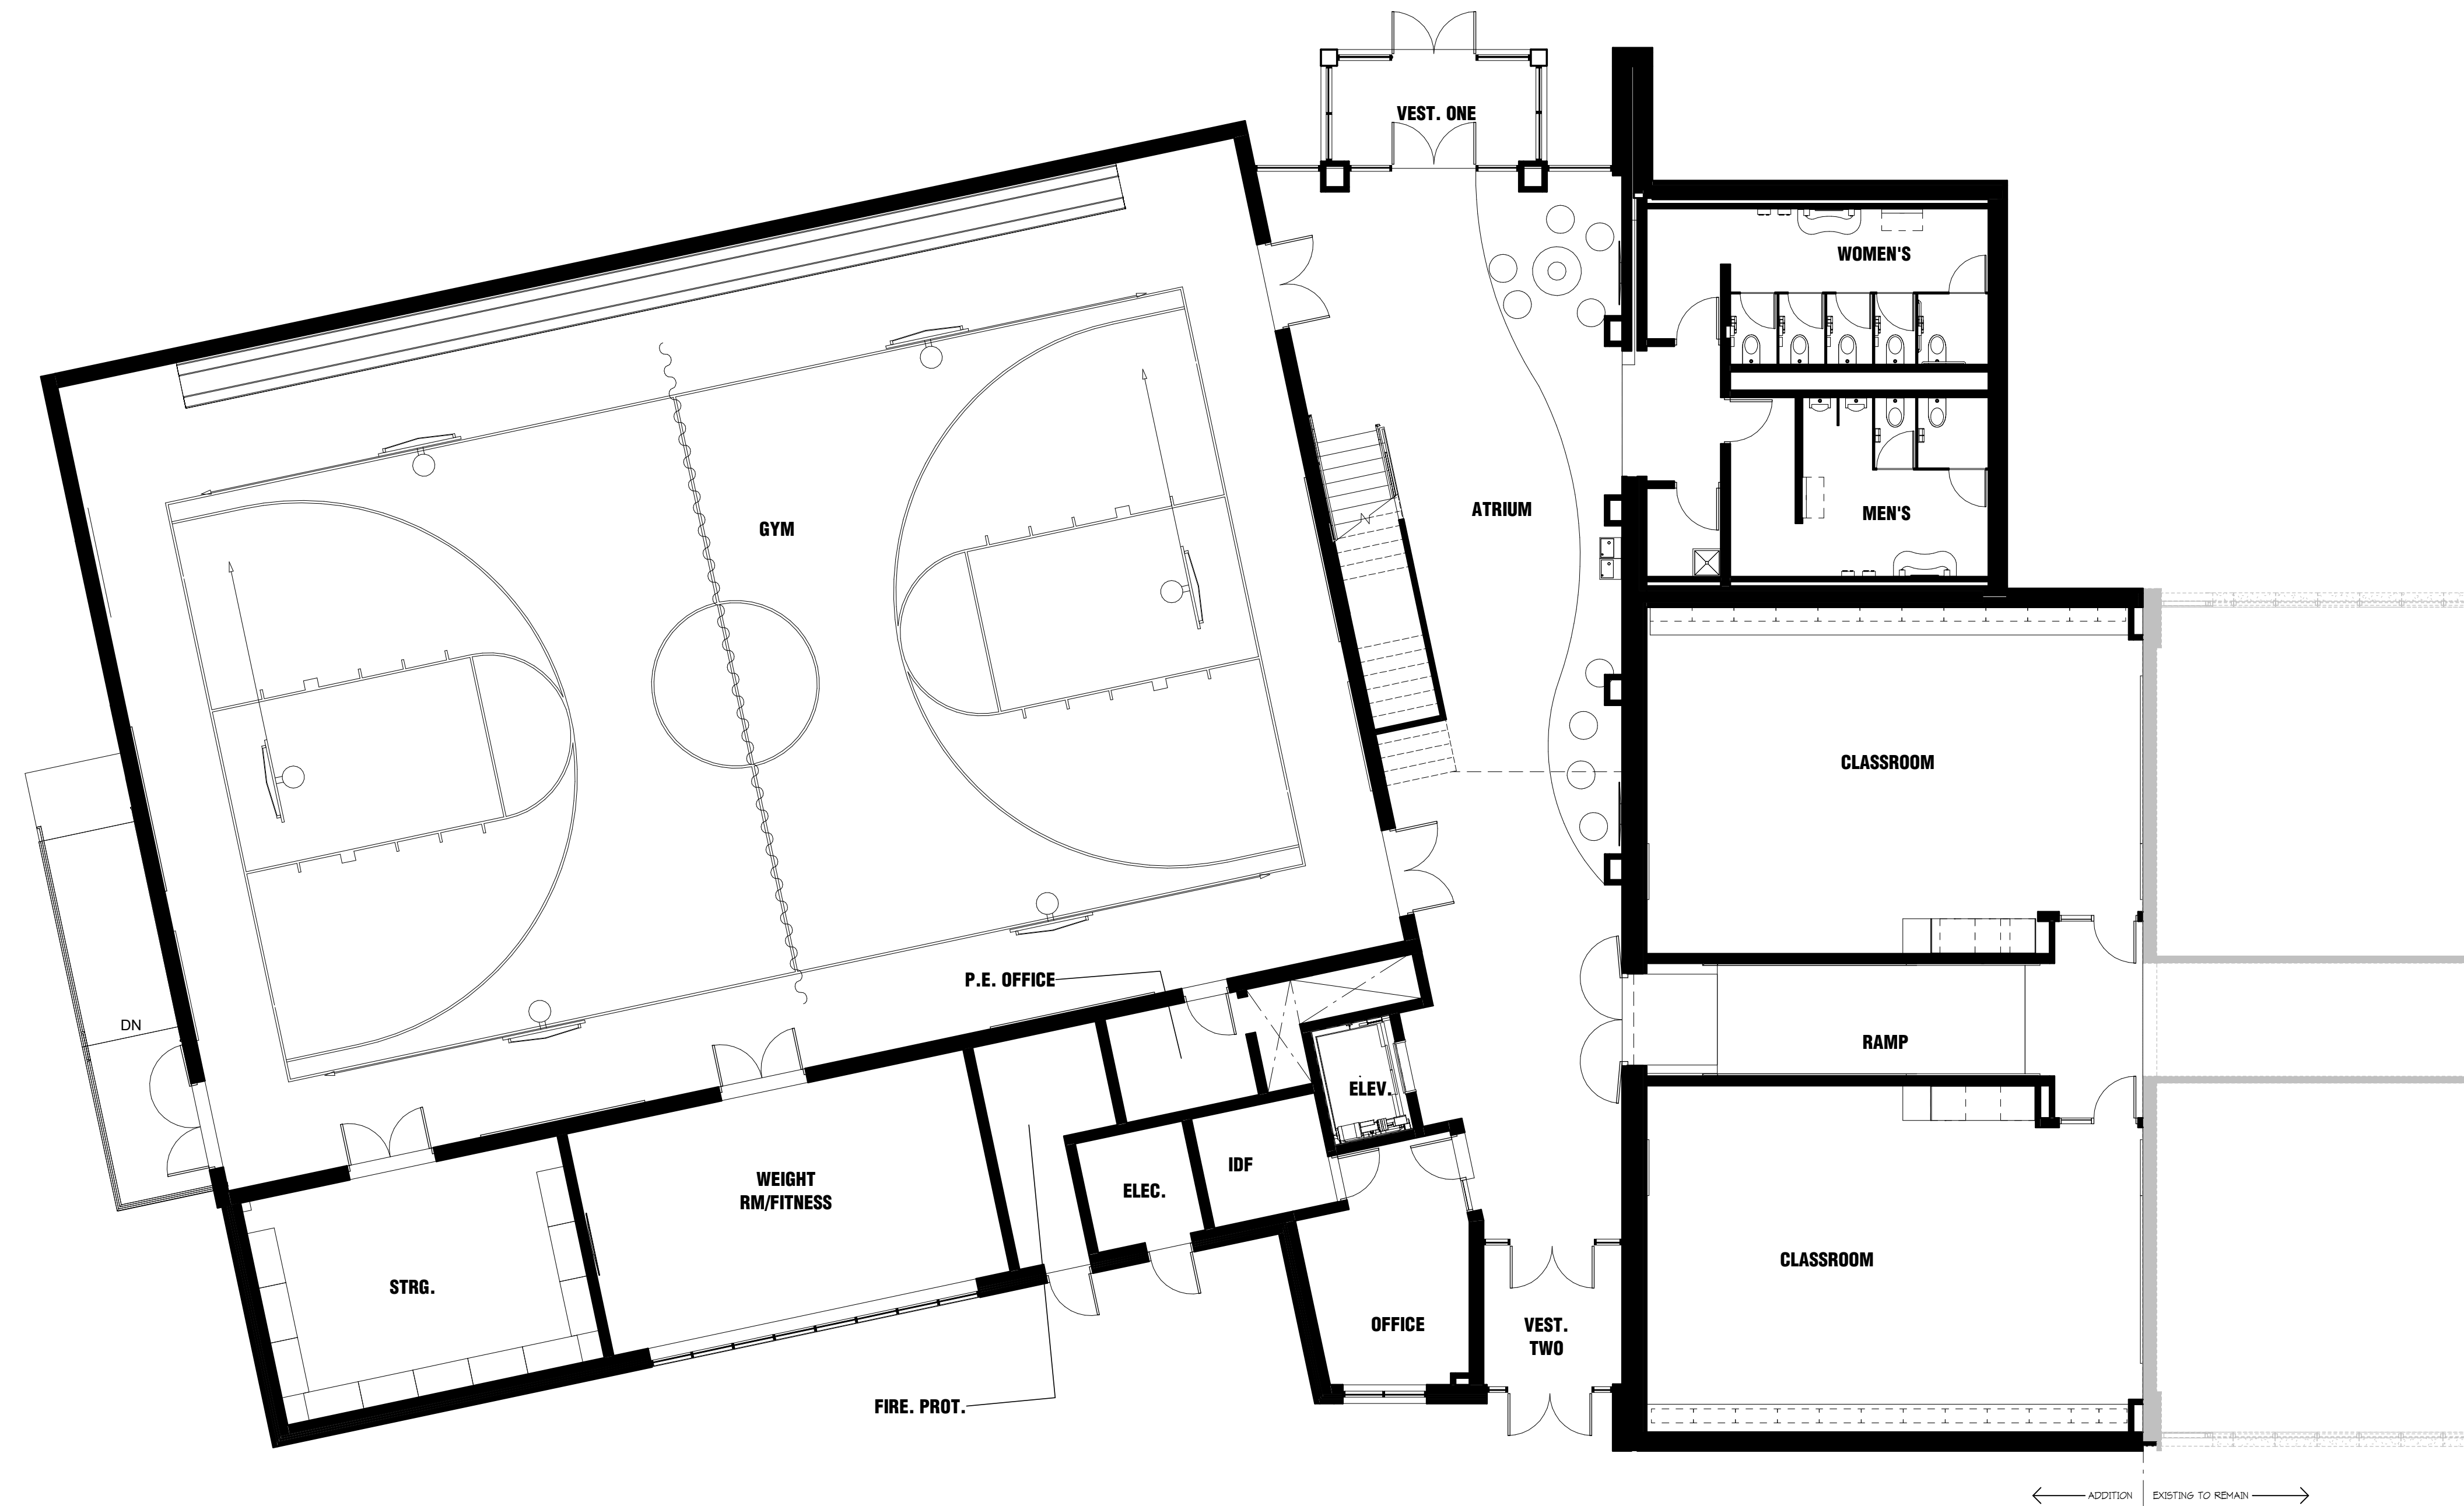 VEST. ONE
WOMEN'S
GYM
ATRIUM
MEN'S
CLASSROOM
P.E. OFFICE
DN
RAMP
ELEV.
WEIGHT
RM/FITNESS
ELEC.
IDF
STRG.
CLASSROOM
OFFICE
VEST.
TWO
FIRE. PROT.
ADDITION
EXISTING TO REMAIN